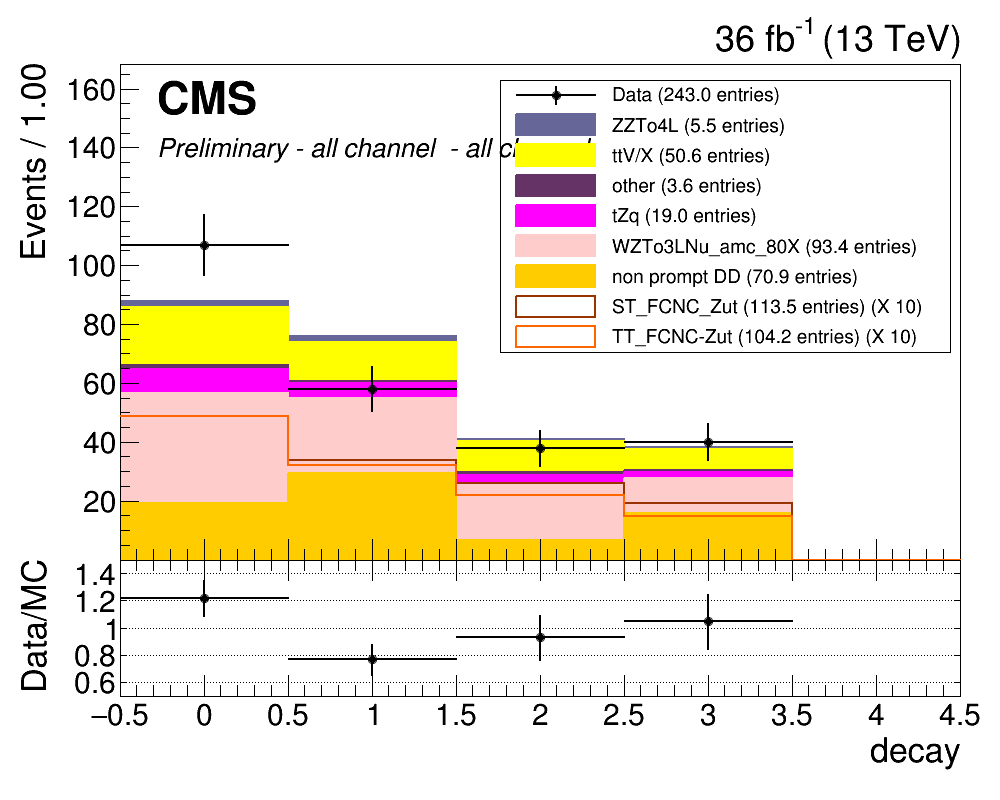 36 fb-1 (13 TeV)
Events / 1.00
160
140
120
100
80
60
40
20
CMS
Preliminary - all channel - all c
Data (243.0 entries)
ZZTo4L (5.5 entries)
ttV/X (50.6 entries)
other (3.6 entries)
tZq (19.0 entries)
WZTo3LNu_amc_80X (93.4 entries)
non prompt DD (70.9 entries)
ST_FCNC_Zut (113.5 entries) (X 10)
TT_FCNC-Zut (104.2 entries) (X 10)
Data/MC
1.4
1.2
1
0.8
0.6
−0.5 0 0.5 1 1.5 2 2.5 3 3.5 4 4.5
decay